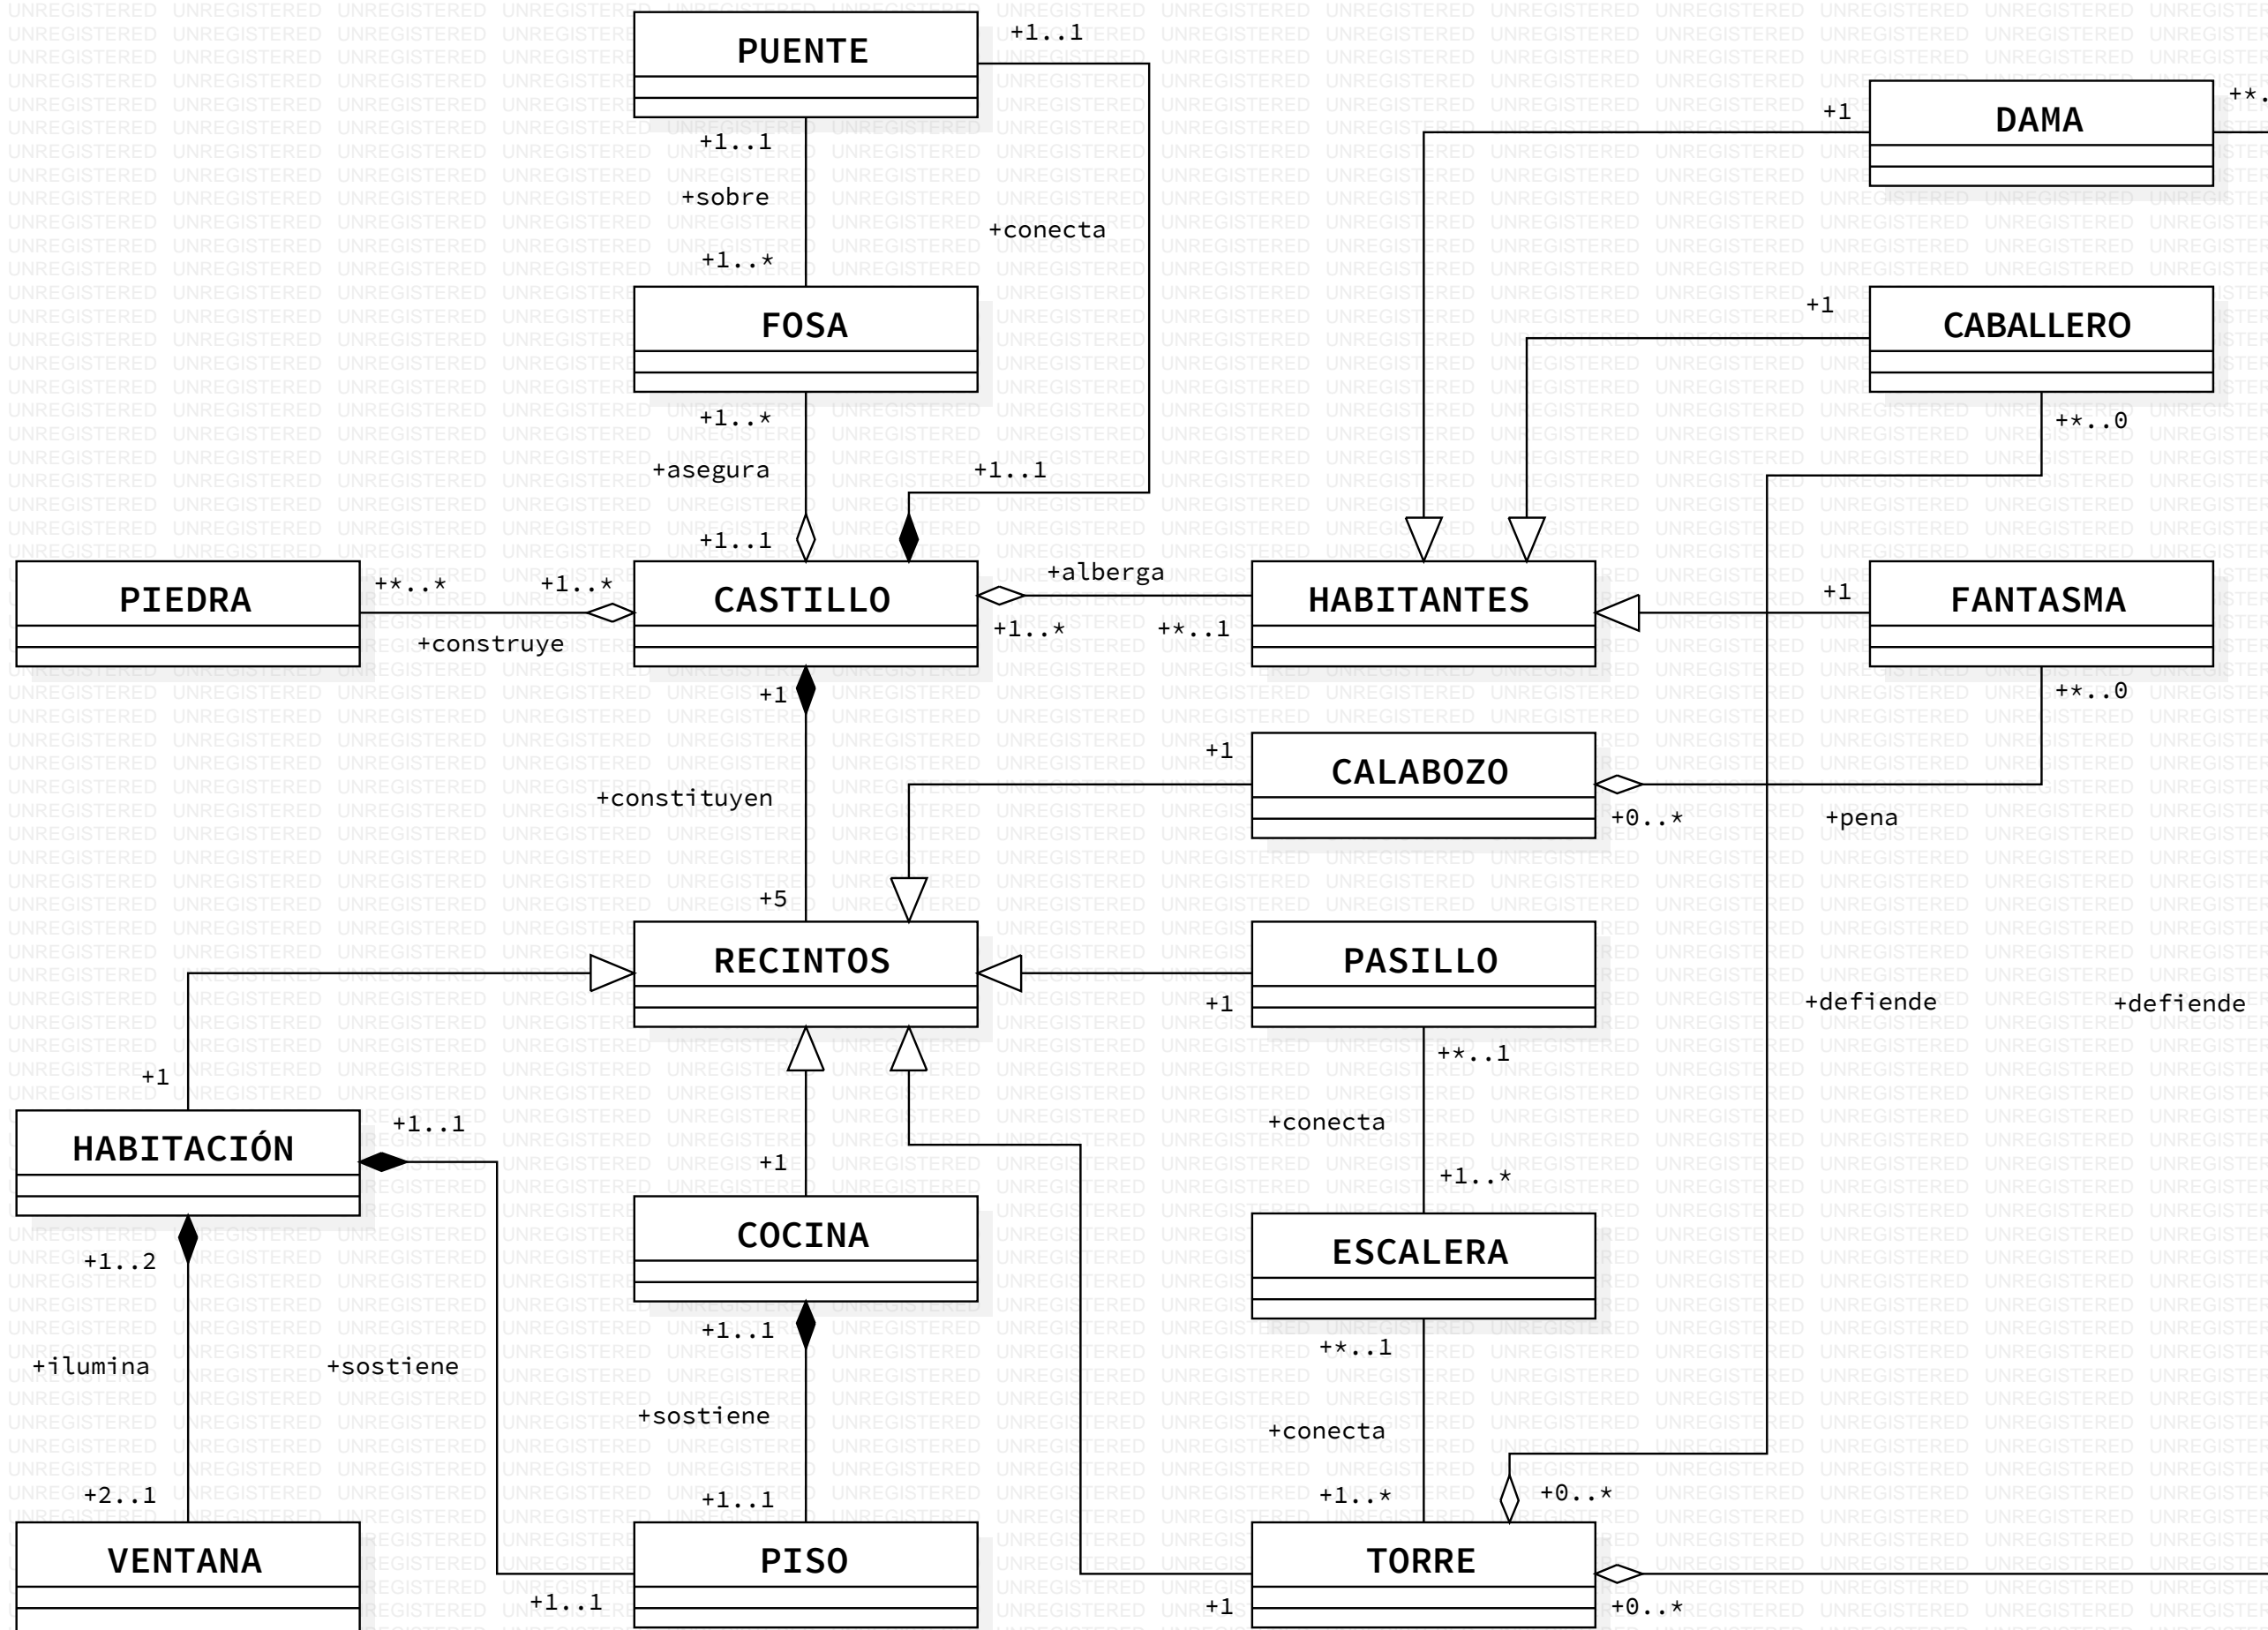 PUENTE
+1..1
+1..1
+sobre
+conecta
+1..*
FOSA
+1..*
+asegura
+1..1
+1..1
DAMA
+1
+*.
CABALLERO
+1
+*..0
PIEDRA
+*..*
+1..*
+construye
CASTILLO
+alberga
+1..*
+*..1
HABITANTES
+1
FANTASMA
+*..0
+1
+constituyen
+5
+1
CALABOZO
+0..*
+pena
RECINTOS
PASILLO
+1
+defiende
+defiende
+1
HABITACIÓN
+1..1
+*..1
+conecta
+1..*
+1
COCINA
ESCALERA
+1..2
+1..1
+*..1
+ilumina
+sostiene
+sostiene
+conecta
+2..1
+1..1
+1..*
+0..*
VENTANA
PISO
TORRE
+1..1
+1
+0..*
UNREGISTERED